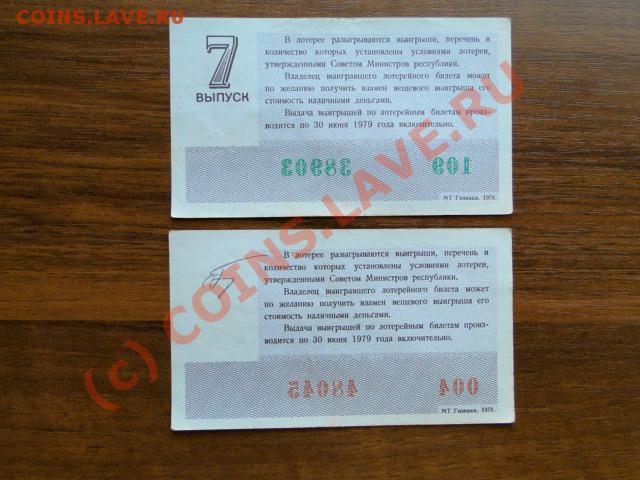 COINS.LAVE.RU
7
ВЫПУСК
В лотерее разыгрываются выигрыши, перечень и
количество которых установлены условиями лотереи,
утвержденными Советом Министров республики.
Владелец выигравшего лотерейного билета может
по желанию получить взамен вещевого выигрыша его
стоимость наличными деньгами.
Выдача выигрышей по лотерейным билетам произ-
водится по 30 июня 1979 года включительно.
38903 109
МТ Гознака. 1978.
В лотерее разыгрываются выигрыши, перечень и
количество которых установлены условиями лотереи,
утвержденными Советом Министров республики.
Владелец выигравшего лотерейного билета может
по желанию получить взамен вещевого выигрыша его
стоимость наличными деньгами.
Выдача выигрышей по лотерейным билетам произ-
водится по 30 июня 1979 года включительно.
48045 004
МТ Гознака. 1978.
(c) COINS.LAVE.RU